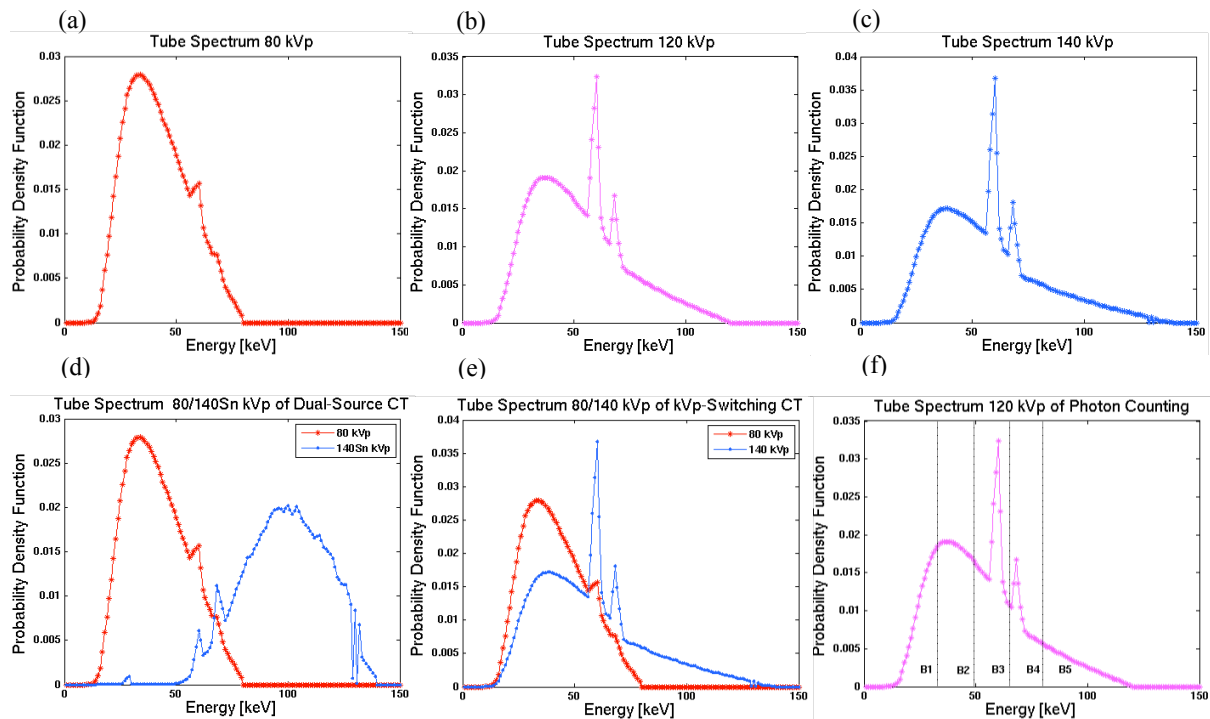 (a)
Tube Spectrum 80 kVp
Probability Density Function
0.03
0.025
0.02
0.015
0.01
0.005
0
0 50 100 150
Energy [keV]
(b)
Tube Spectrum 120 kVp
Probability Density Function
0.035
0.03
0.025
0.02
0.015
0.01
0.005
0
0 50 100 150
Energy [keV]
(c)
Tube Spectrum 140 kVp
Probability Density Function
0.04
0.035
0.03
0.025
0.02
0.015
0.01
0.005
0
0 50 100 150
Energy [keV]
(d)
Tube Spectrum 80/140Sn kVp of Dual-Source CT
Probability Density Function
0.03
0.025
0.02
0.015
0.01
0.005
0
80 kVp
140Sn kVp
0 50 100 150
Energy [keV]
(e)
Tube Spectrum 80/140 kVp of kVp-Switching CT
Probability Density Function
0.04
0.035
0.03
0.025
0.02
0.015
0.01
0.005
0
80 kVp
140 kVp
0 50 100 150
Energy [keV]
(f)
Tube Spectrum 120 kVp of Photon Counting
Probability Density Function
0.035
0.03
0.025
0.02
0.015
0.01
0.005
0
B1 B2 B3 B4 B5
0 50 100 150
Energy [keV]